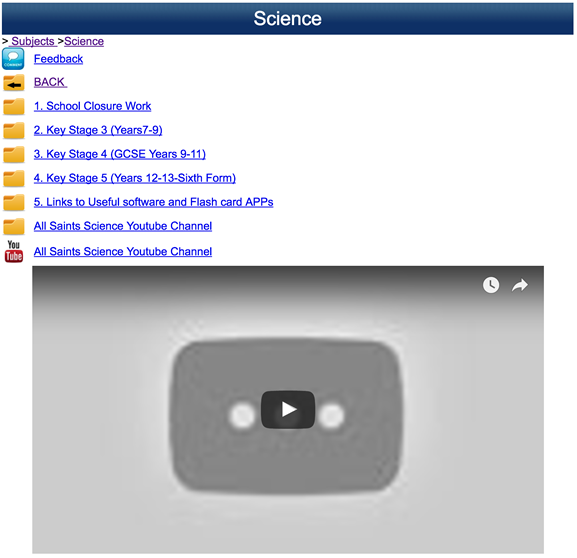 Science
> Subjects >Science
COMMENT
Feedback
BACK
1. School Closure Work
2. Key Stage 3 (Years7-9)
3. Key Stage 4 (GCSE Years 9-11)
4. Key Stage 5 (Years 12-13-Sixth Form)
5. Links to Useful software and Flash card APPs
All Saints Science Youtube Channel
You
Tube
All Saints Science Youtube Channel